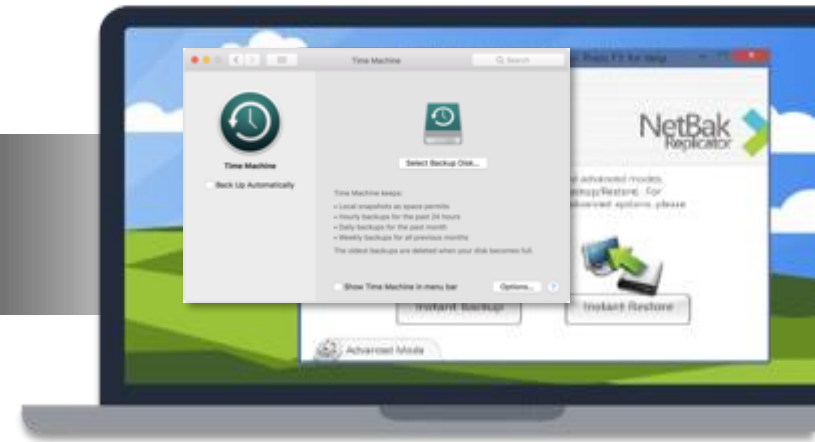 Time Machine
Search
Press F1 for Help
NetBak
Replicator
Time Machine
Back Up Automatically
Select Backup Disk...
Time Machine keeps:
• Local snapshots as space permits
• Hourly backups for the past 24 hours
• Daily backups for the past month
• Weekly backups for all previous months
The oldest backups are deleted when your disk becomes full.
Show Time Machine in menu bar
Options...
?
advanced modes.
Backup/Restore. For
advanced options, please
Instant Backup
Instant Restore
Advanced Mode